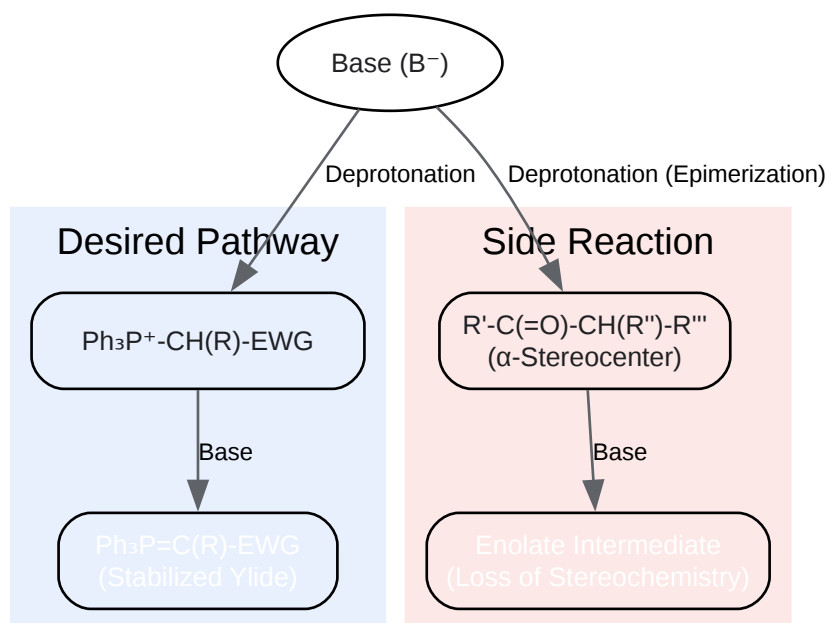 Base (B⁻)
Deprotonation
Deprotonation (Epimerization)
Desired Pathway
Side Reaction
Ph₃P⁺-CH(R)-EWG
R'-C(=O)-CH(R'')-R'''
(α-Stereocenter)
Base
Base
Ph₃P=C(R)-EWG
(Stabilized Ylide)
Enolate Intermediate
(Loss of Stereochemistry)